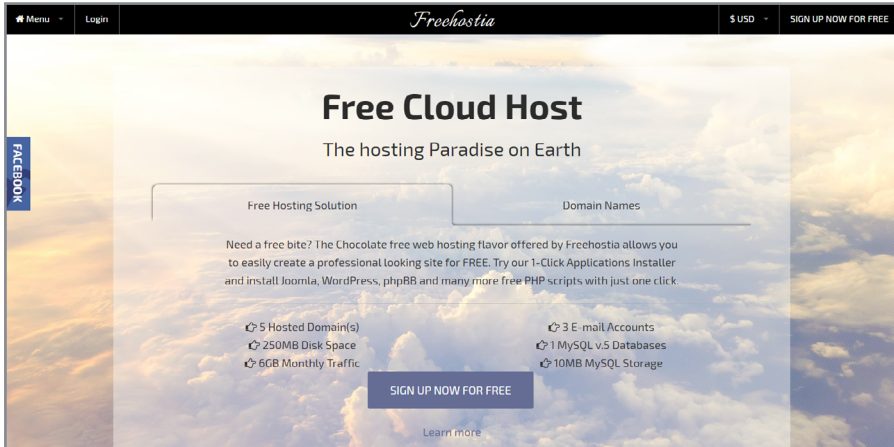 Menu
Login
Freehostia
$ USD
SIGN UP NOW FOR FREE
Free Cloud Host
The hosting Paradise on Earth
FACEBOOK
Free Hosting Solution
Domain Names
Need a free bite? The Chocolate free web hosting flavor offered by Freehostia allows you
to easily create a professional looking site for FREE. Try our 1-Click Applications Installer
and install Joomla, WordPress, phpBB and many more free PHP scripts with just one click.
5 Hosted Domain(s)
250MB Disk Space
6GB Monthly Traffic
3 E-mail Accounts
1 MySQL v.5 Databases
10MB MySQL Storage
SIGN UP NOW FOR FREE
Learn more